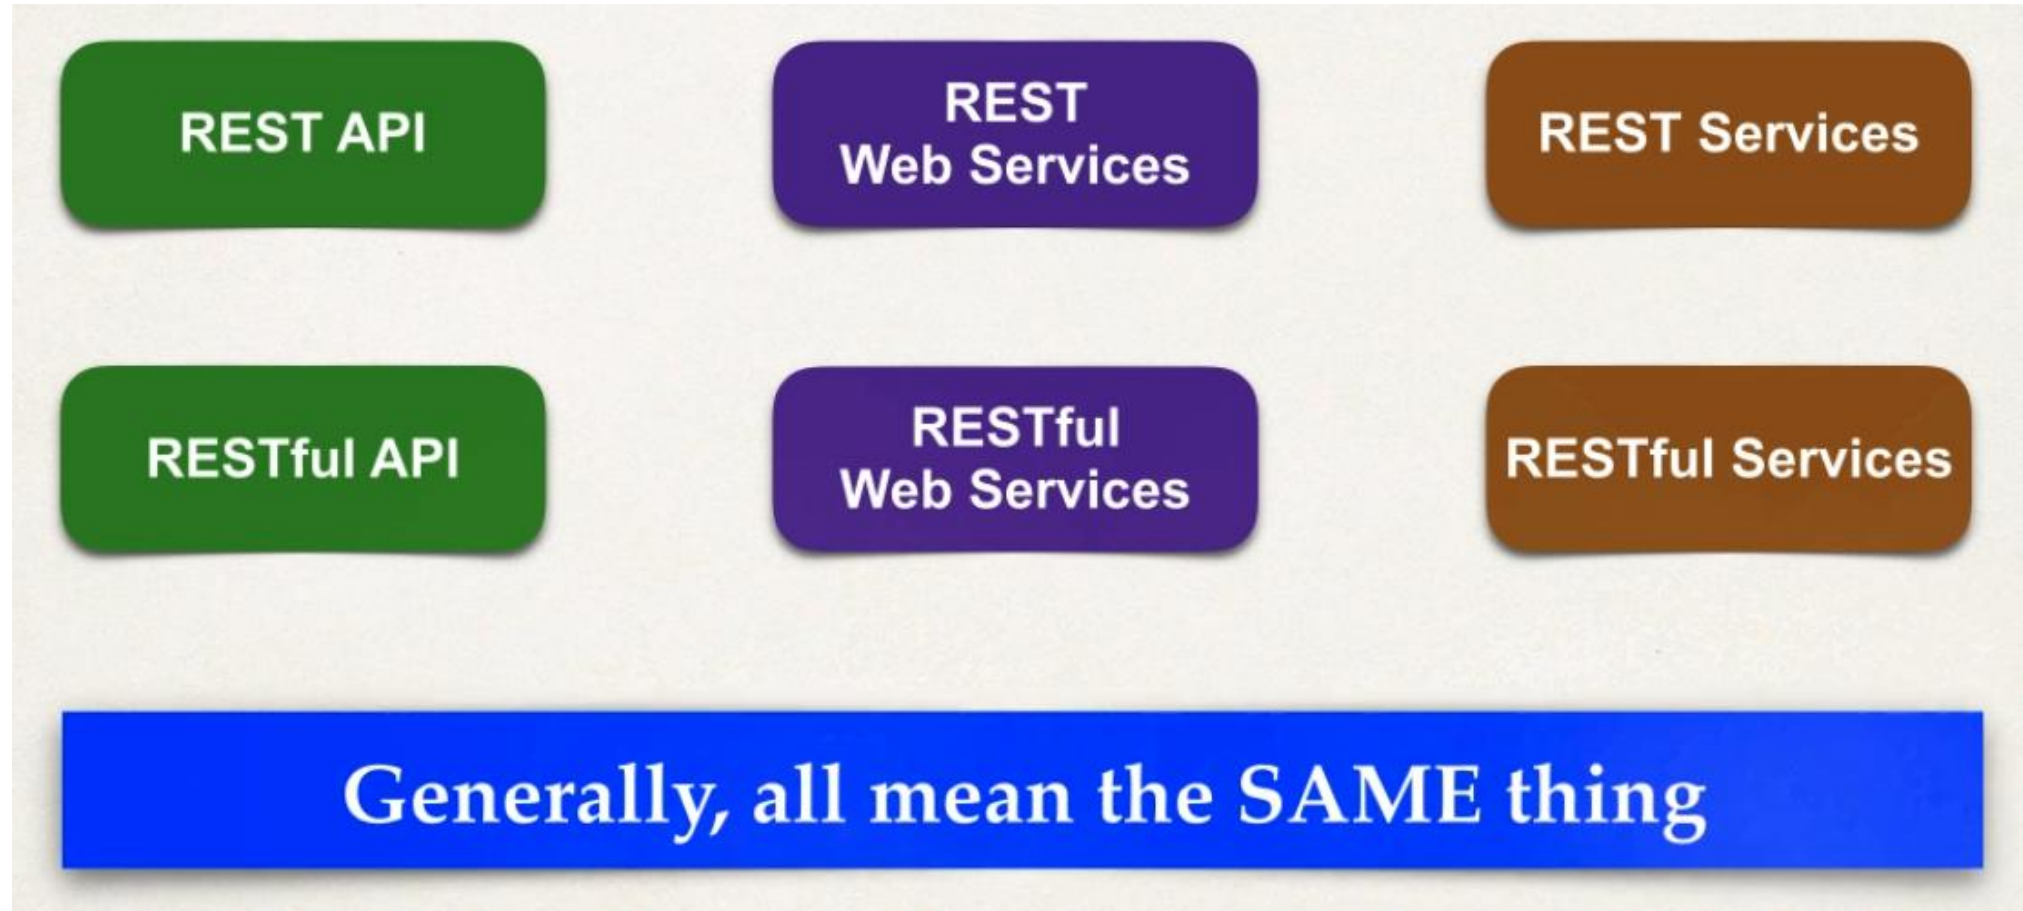 REST API
REST
Web Services
REST Services
RESTful API
RESTful
Web Services
RESTful Services
Generally, all mean the SAME thing